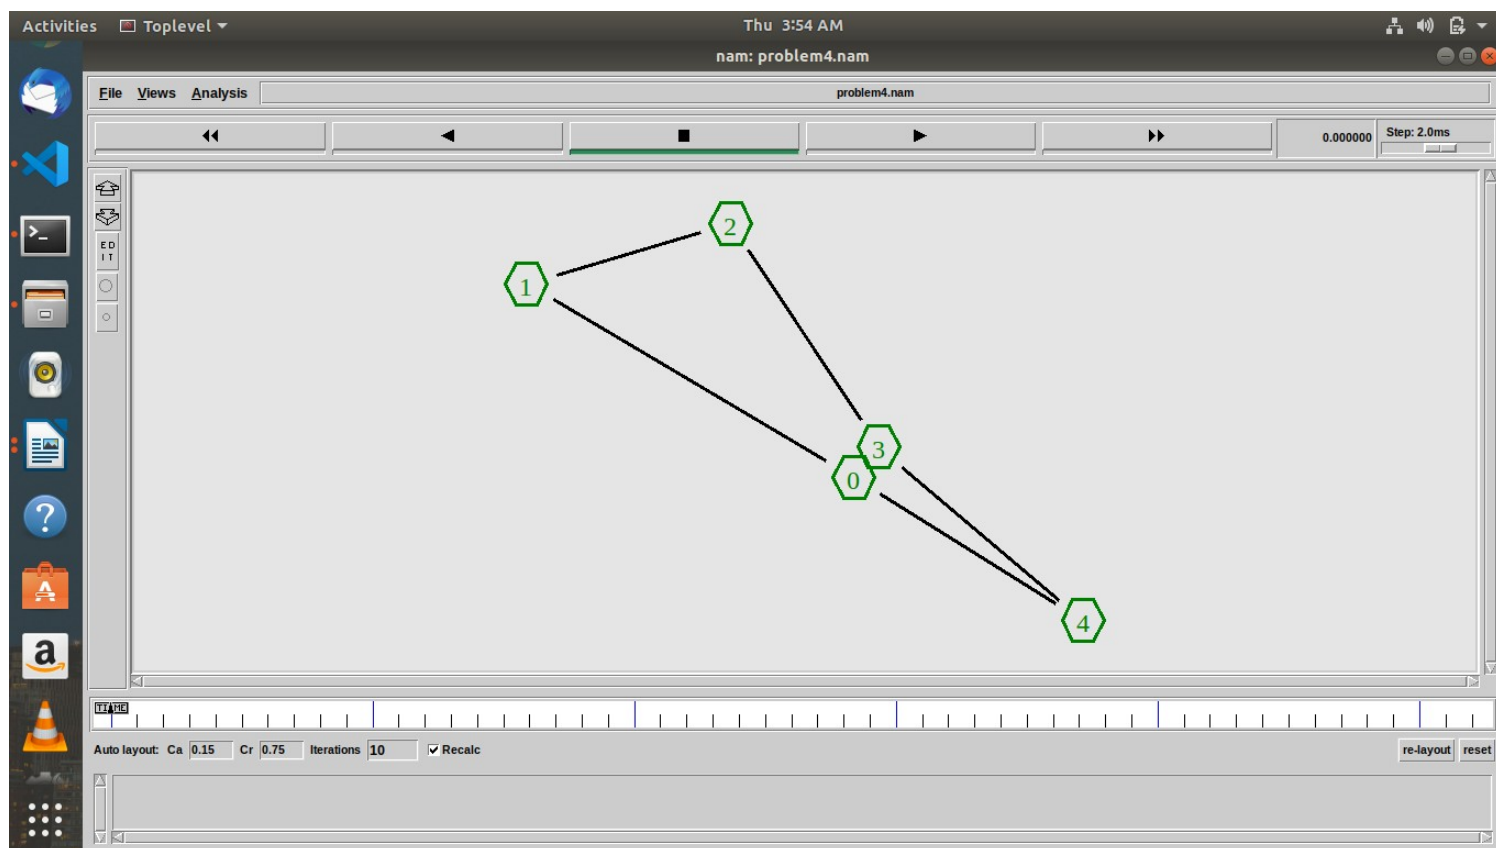 Activities Toplevel Thu 3:54 AM
nam: problem4.nam
File Views Analysis problem4.nam
0.000000 Step: 2.0ms
ED
IT
2
1
3
0
4
TIME
Auto layout: Ca 0.15 Cr 0.75 Iterations 10 Recalc re-layout reset
>_
?
A
a